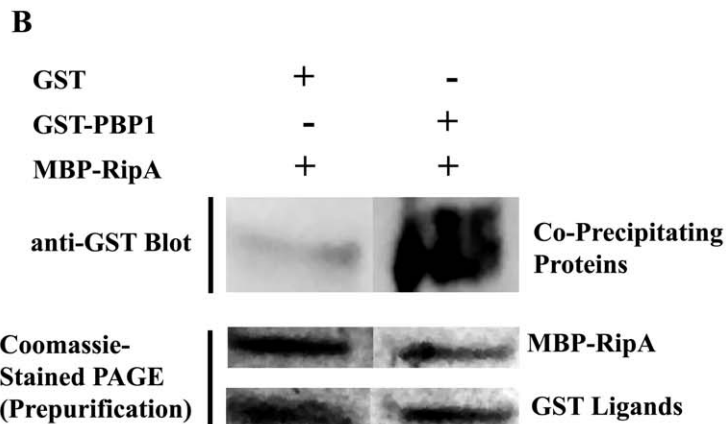 B
GST + -
GST-PBP1 - +
MBP-RipA + +
anti-GST Blot
Co-Precipitating
Proteins
Coomassie-
Stained PAGE
(Prepurification)
MBP-RipA
GST Ligands